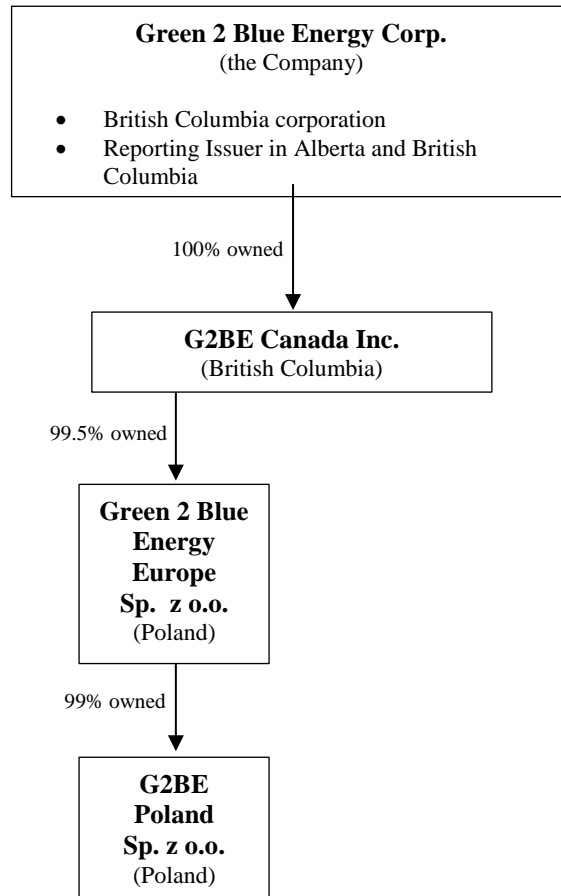 Green 2 Blue Energy Corp.
(the Company)
• British Columbia corporation
• Reporting Issuer in Alberta and British
Columbia
100% owned
G2BE Canada Inc.
(British Columbia)
99.5% owned
Green 2 Blue
Energy
Europe
Sp. z o.o.
(Poland)
99% owned
G2BE
Poland
Sp. z o.o.
(Poland)